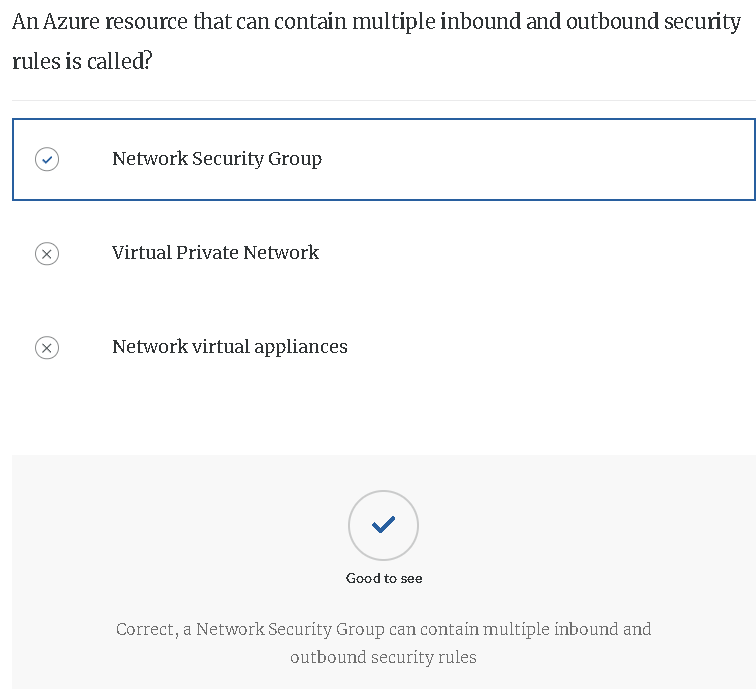 An Azure resource that can contain multiple inbound and outbound security
rules is called?
Network Security Group
Virtual Private Network
Network virtual appliances
Good to see
Correct, a Network Security Group can contain multiple inbound and
outbound security rules